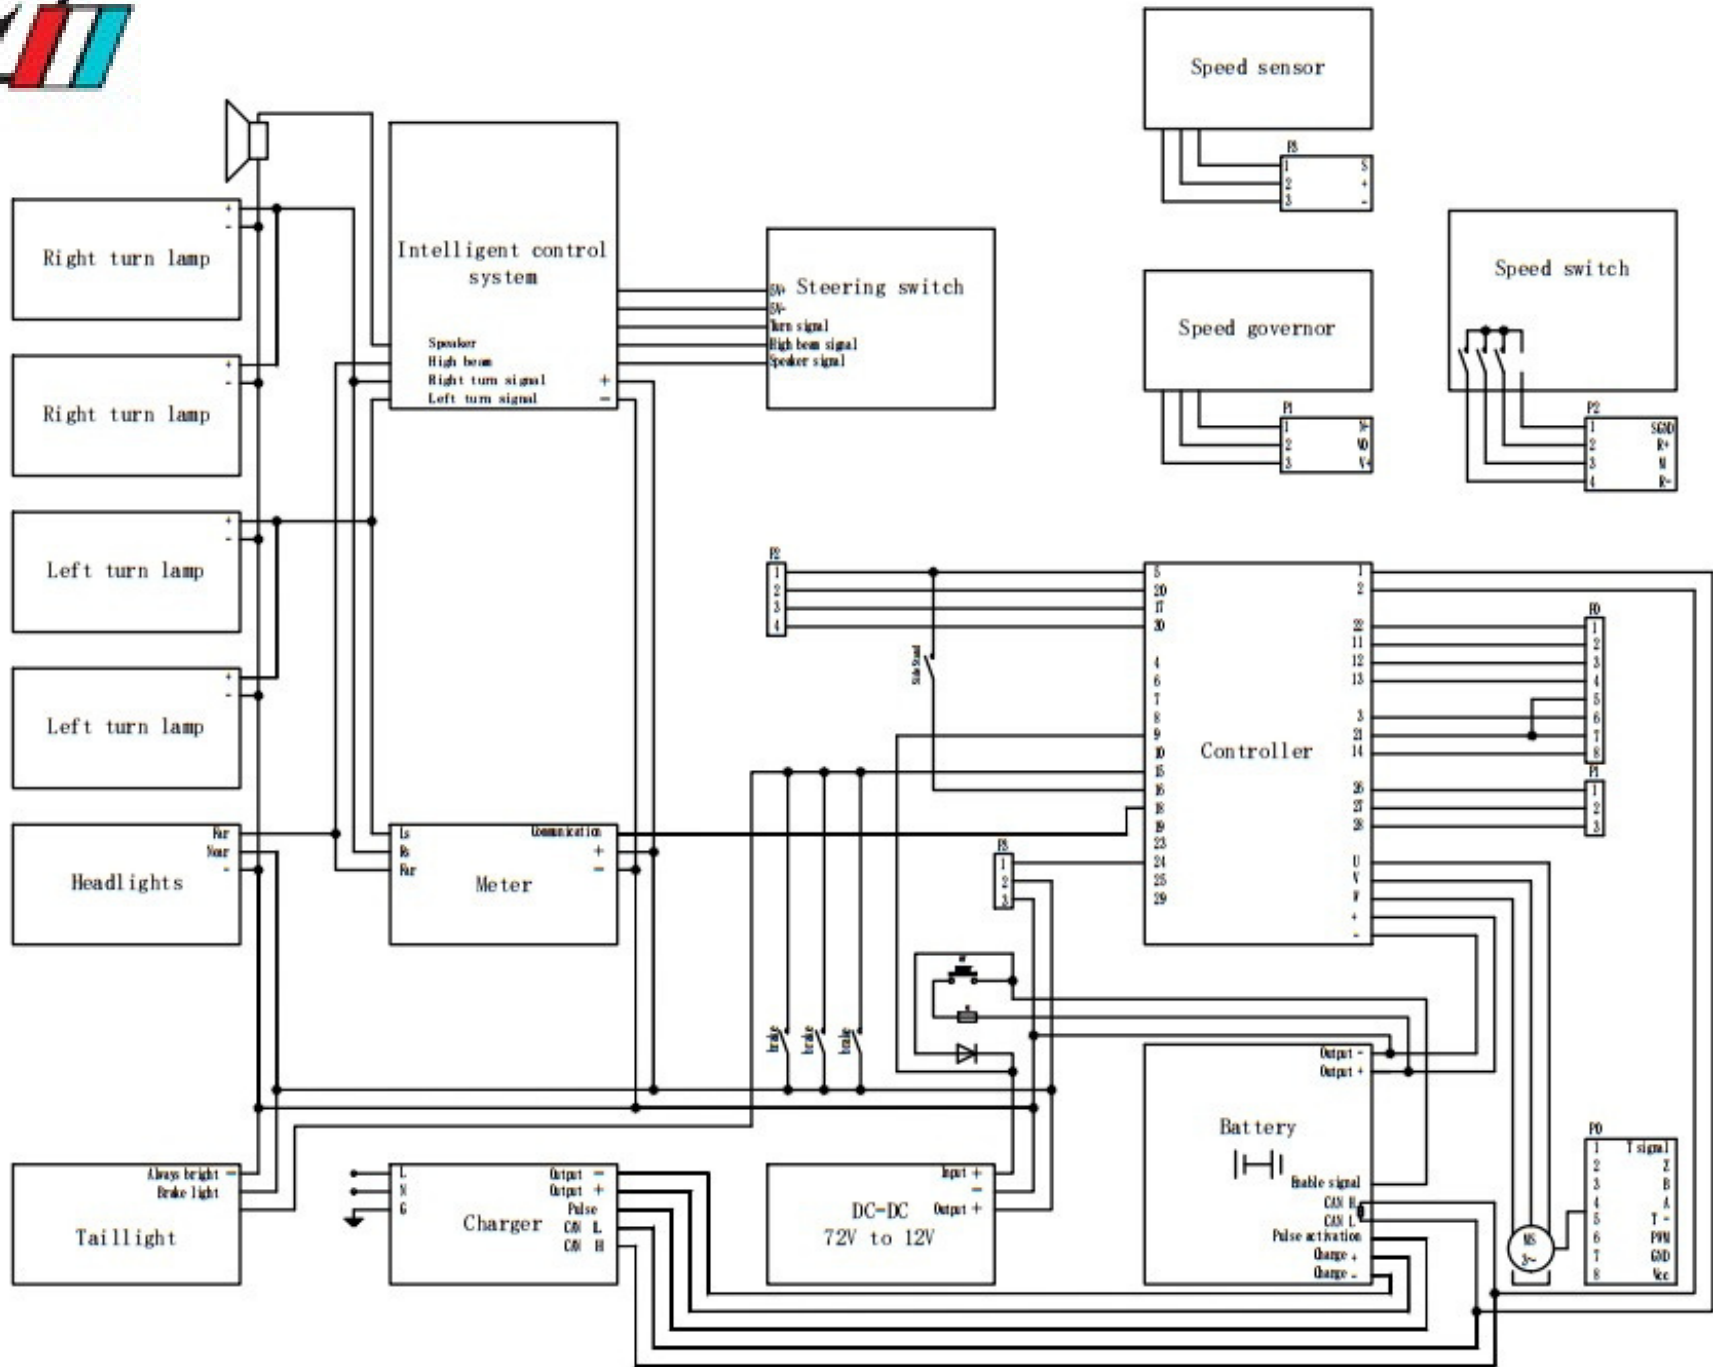 Speed sensor
P3
1 S
2 +
3 -
Right turn lamp
+
-
Intelligent control
system
Speaker
High beam
Right turn signal +
Left turn signal -
5V+ Steering switch
5V-
Turn signal
High beam signal
Speaker signal
Speed governor
P1
1
2
3 V+
Speed switch
P2
1 SGND
2 R+
3
4 R-
Right turn lamp
+
-
Left turn lamp
+
-
Left turn lamp
+
-
P2
1
2
3
4
Side Stand
Controller
5
20
17
30
4
6
7
8
9
10
15
16
18
19
23
24
25
29
1
2
22
11
12
13
3
21
14
26
27
28
U
V
W
+
-
P0
1
2
3
4
5
6
7
8
P1
1
2
3
Far
Near
-
Headlights
Ls Communication
Rs +
Far -
Meter
P3
1
2
3
brake
brake
brake
Output -
Output +
Battery
Enable signal
CAN H
CAN L
Pulse activation
Charge +
Charge -
Always bright -
Brake light
Taillight
L Output -
N Output +
G Pulse
Charger CAN L
CAN H
Input +
-
DC-DC Output +
72V to 12V
MS
3~
P0
1 T signal
2 Z
3 B
4 A
5 T -
6 PWM
7 GND
8 Vcc